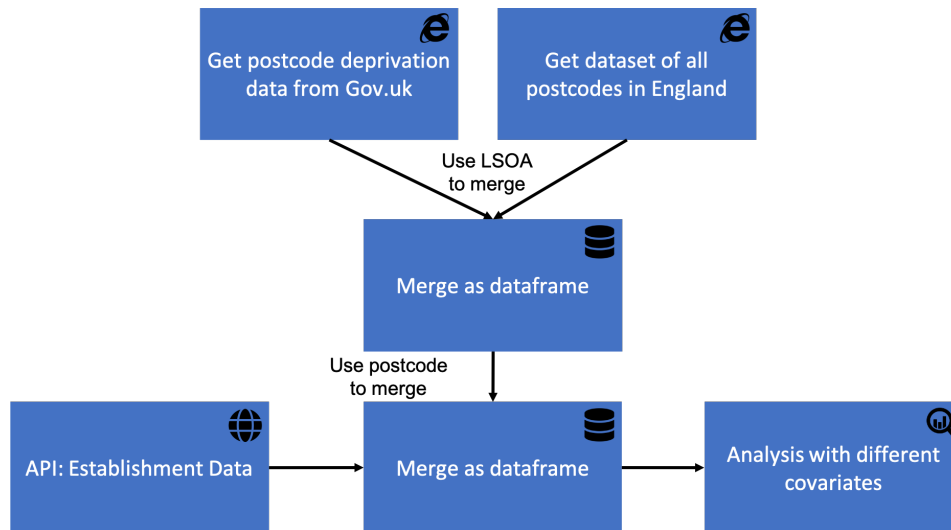 Get postcode deprivation
data from Gov.uk
Get dataset of all
postcodes in England
Use LSOA
to merge
Merge as dataframe
Use postcode
to merge
API: Establishment Data
Merge as dataframe
Analysis with different
covariates